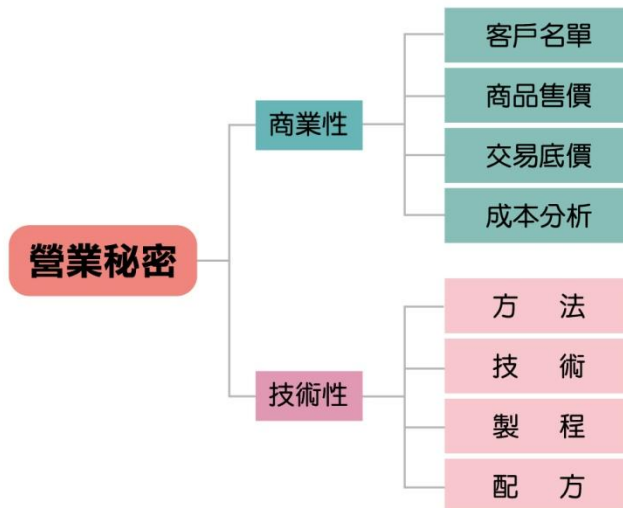 營業秘密
商業性
客戶名單
商品售價
交易底價
成本分析
技術性
方 法
技 術
製 程
配 方